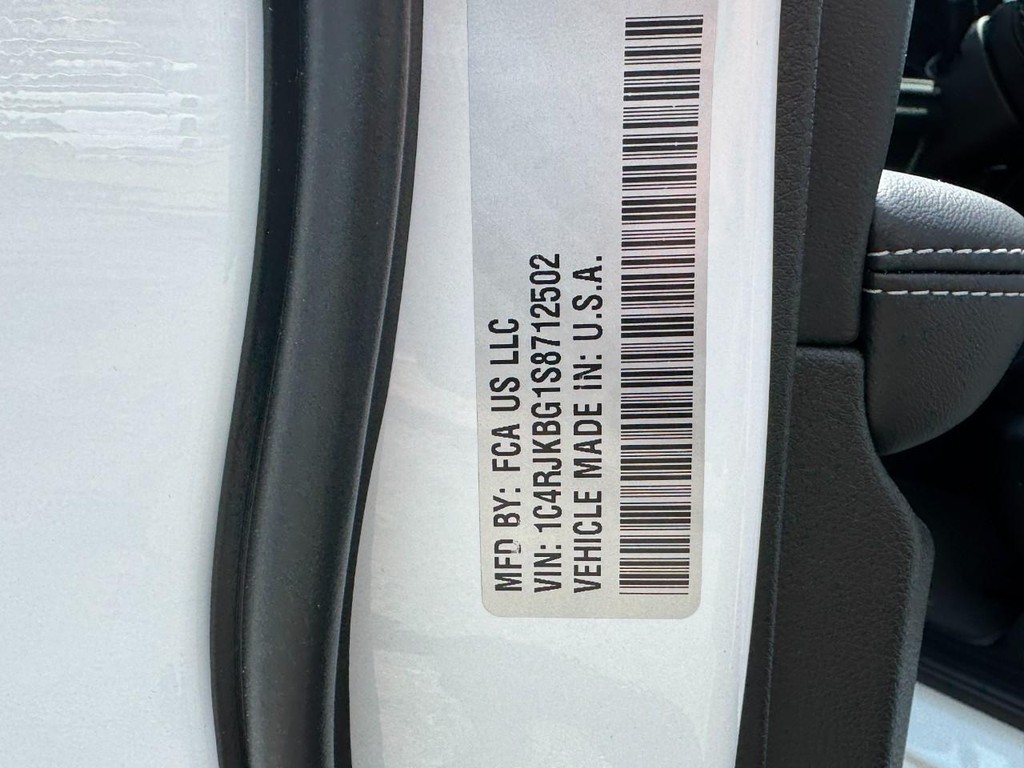 MFD BY: FCA US LLC
VIN: 1C4RJKBG1S8712502
VEHICLE MADE IN: U.S.A.